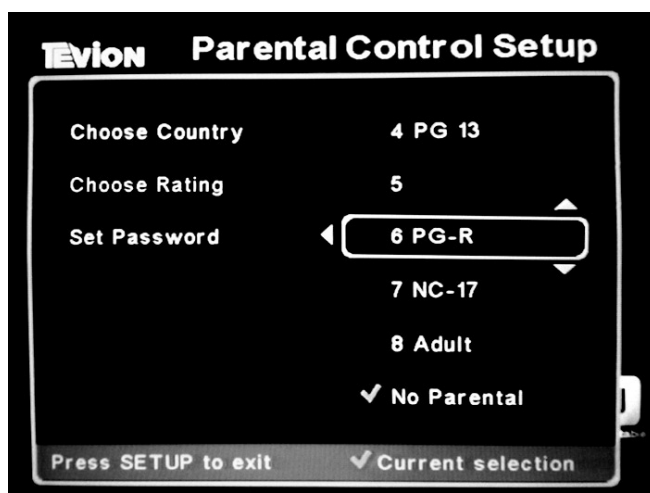 TEVION Parental Control Setup
Choose Country 4 PG 13
Choose Rating 5
Set Password 6 PG-R
7 NC-17
8 Adult
No Parental
Press SETUP to exit Current selection